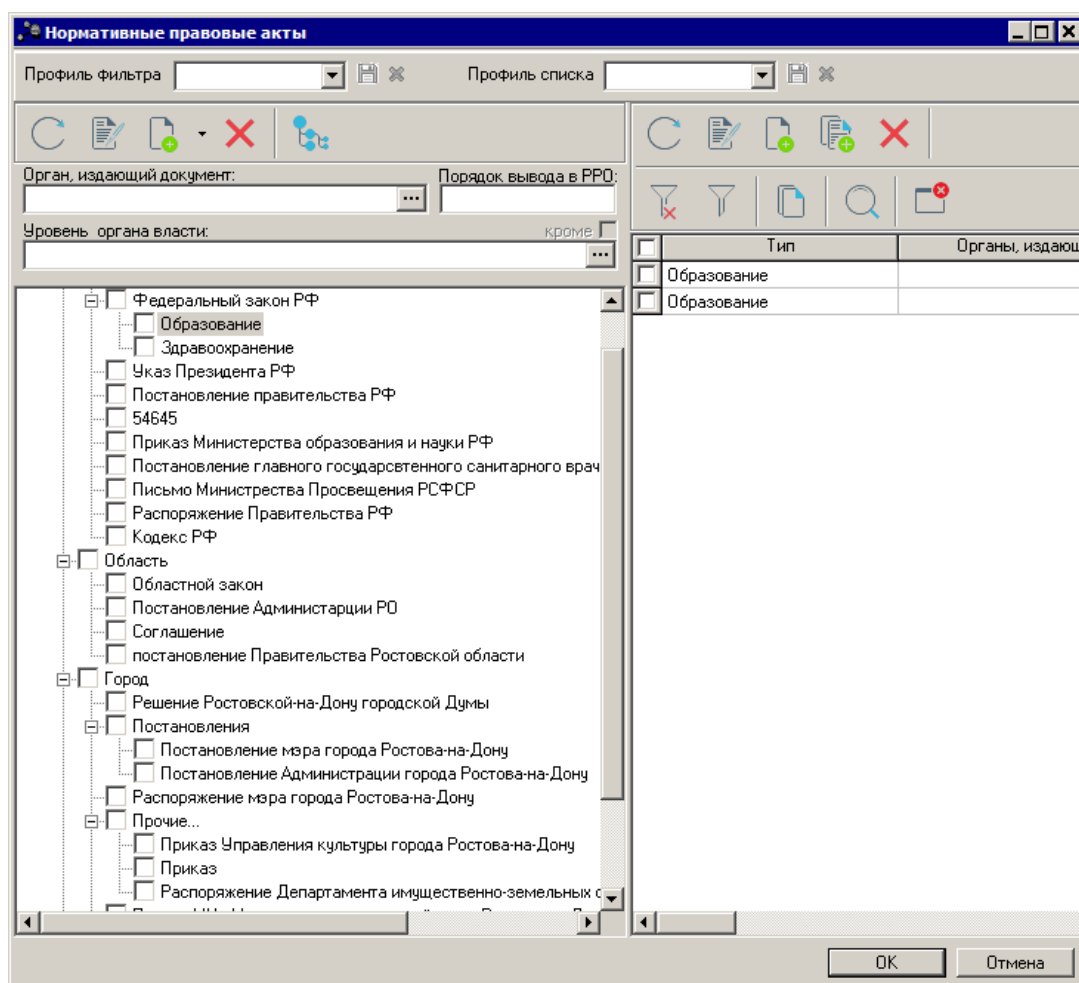 Нормативные правовые акты
Профиль фильтра Профиль списка
Орган, издающий документ: Порядок вывода в РРО:
Уровень органа власти: кроме
Тип Органы, издающ
Образование
Образование
Федеральный закон РФ
Образование
Здравоохранение
Указ Президента РФ
Постановление правительства РФ
54645
Приказ Министерства образования и науки РФ
Постановление главного государсвтенного санитарного врач
Письмо Министрества Просвещения РСФСР
Распоряжение Правительства РФ
Кодекс РФ
Область
Областной закон
Постановление Администарции РО
Соглашение
постановление Правительства Ростовской области
Город
Решение Ростовской-на-Дону городской Думы
Постановления
Постановление мэра города Ростова-на-Дону
Постановление Администрации города Ростова-на-Дону
Распоряжение мэра города Ростова-на-Дону
Прочие...
Приказ Управления культуры города Ростова-на-Дону
Приказ
Распоряжение Департамента имущественно-земельных о
OK Отмена